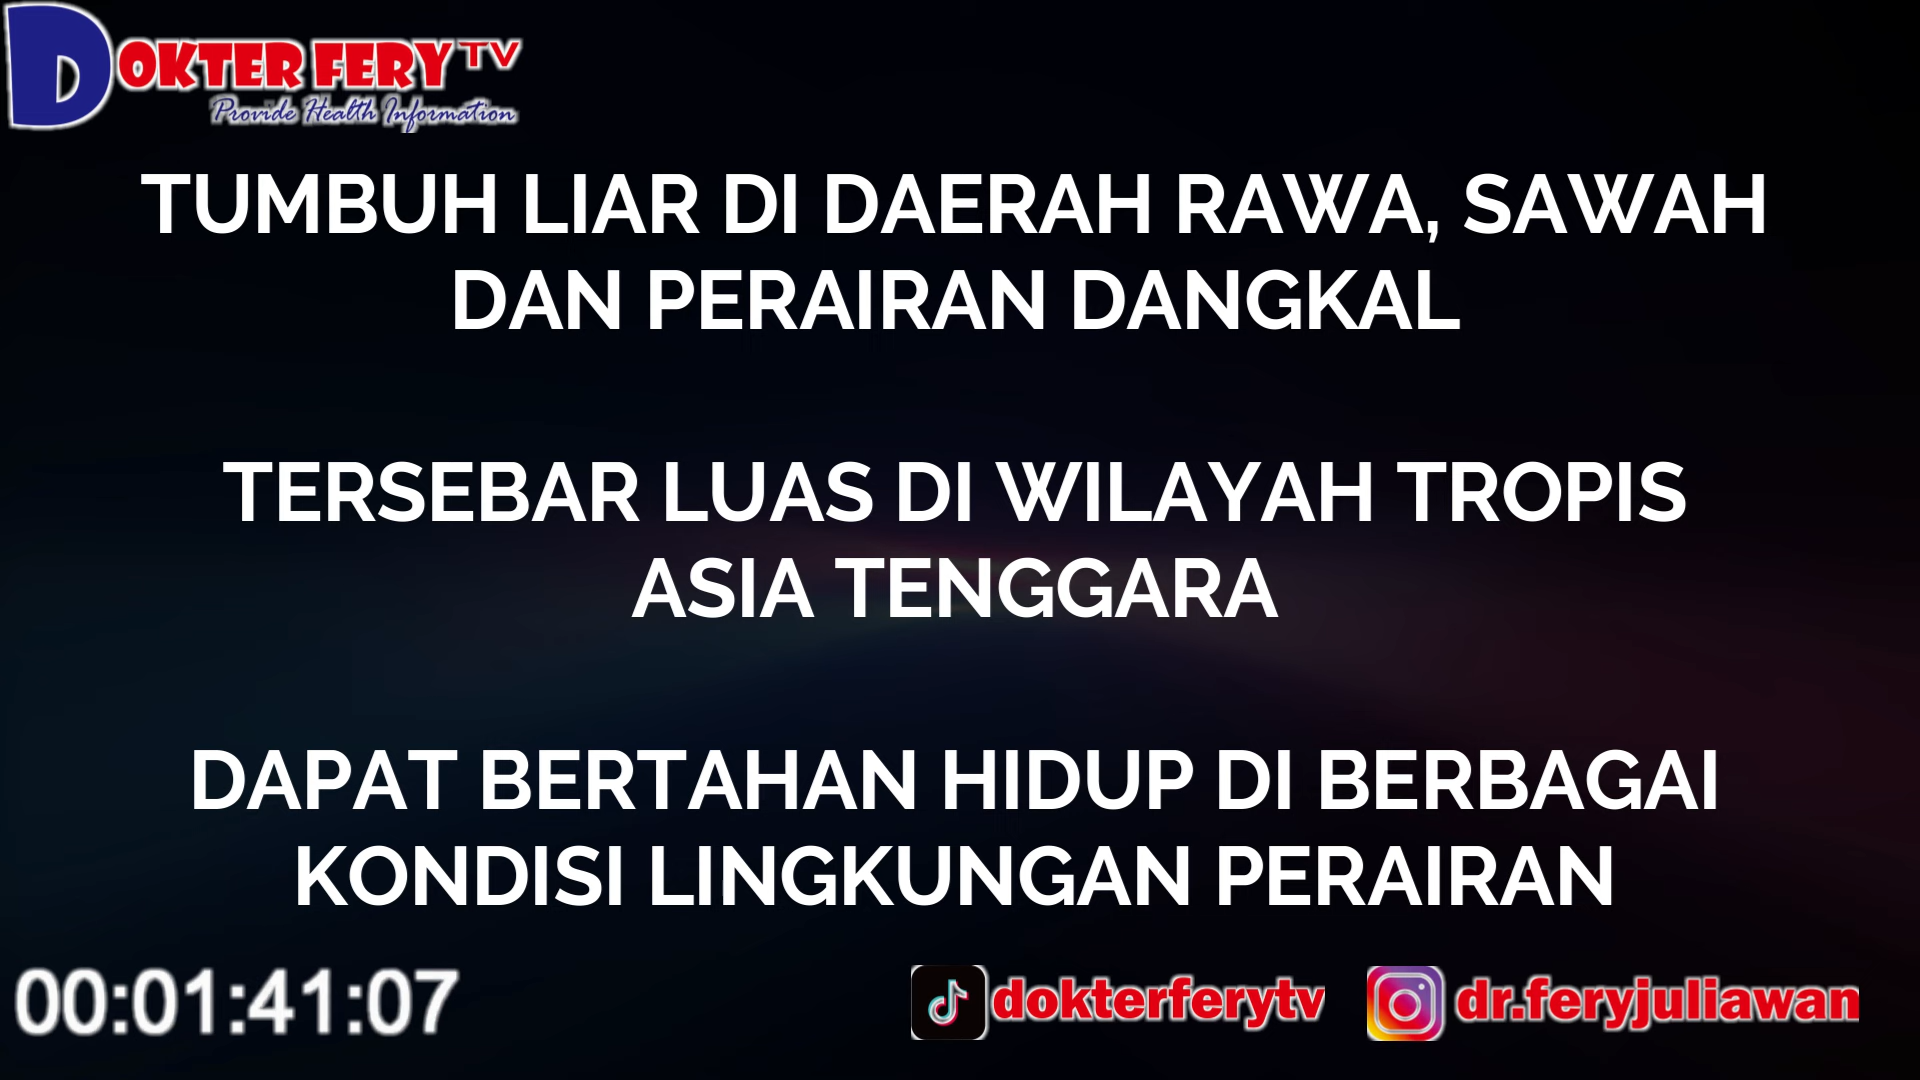 DOKTER FERY TV
Provide Health Information
TUMBUH LIAR DI DAERAH RAWA, SAWAH
DAN PERAIRAN DANGKAL
TERSEBAR LUAS DI WILAYAH TROPIS
ASIA TENGGARA
DAPAT BERTAHAN HIDUP DI BERBAGAI
KONDISI LINGKUNGAN PERAIRAN
00:01:41:07
dokterferytv
dr.feryjuliawan